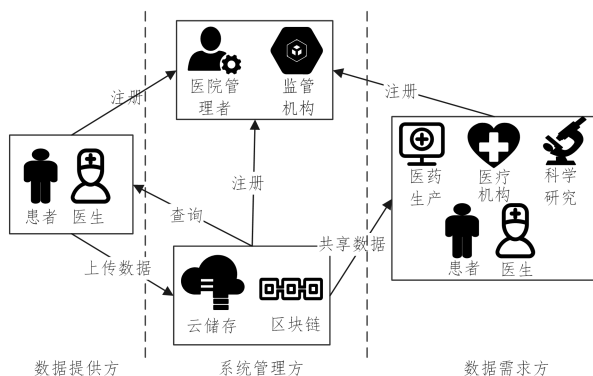 医院管
理者
监管
机构
注册
注册
患者
医生
注册
查询
上传数据
医药
生产
医疗
机构
科学
研究
患者
医生
共享数据
云储存
区块链
数据提供方
系统管理方
数据需求方